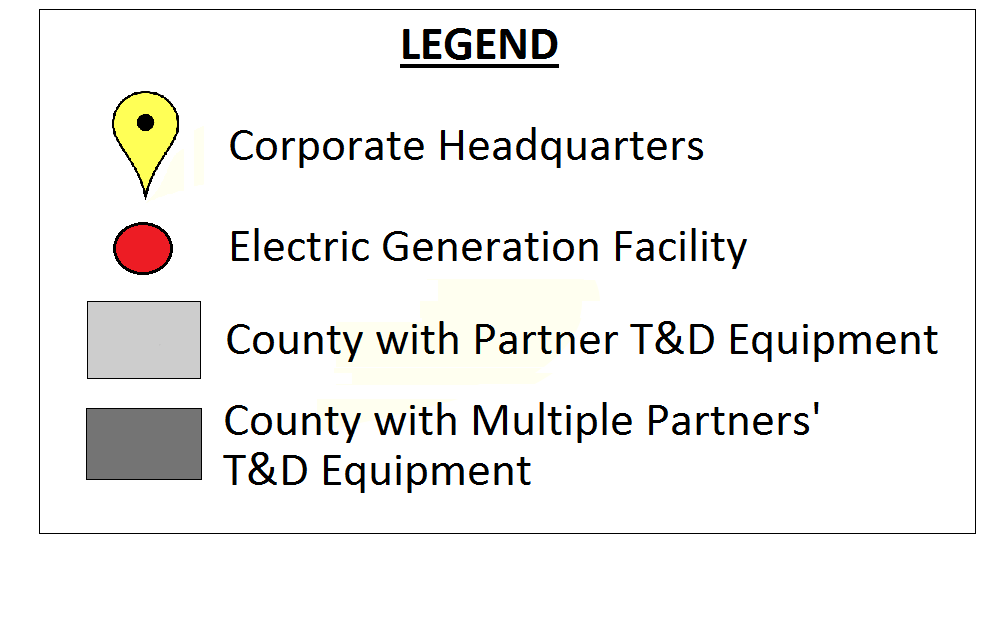 LEGEND
Corporate Headquarters
Electric Generation Facility
County with Partner T&D Equipment
County with Multiple Partners'
T&D Equipment